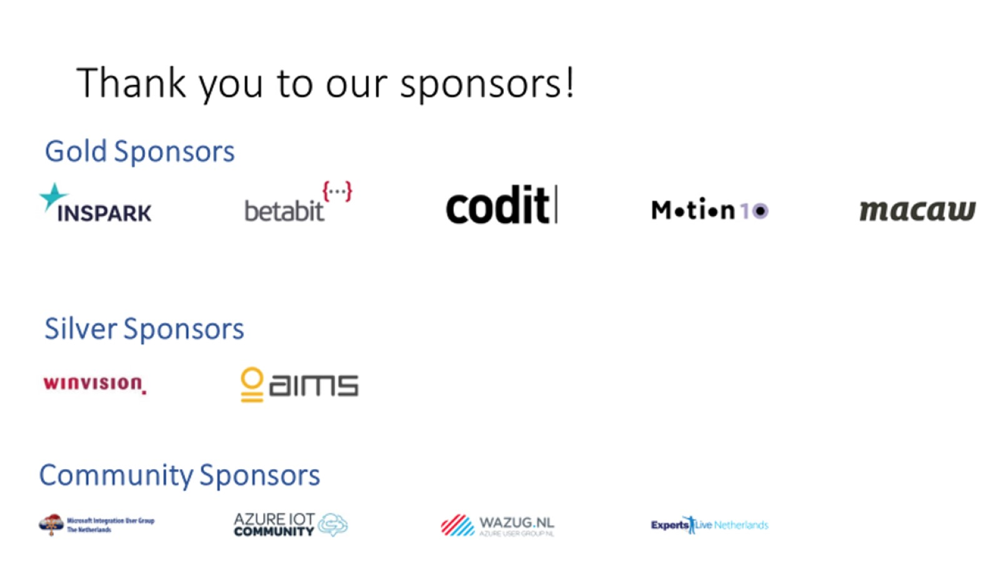 Thank you to our sponsors!
Gold Sponsors
INSPARK
betabit {...}
codit
Motion10
macaw
Silver Sponsors
winvision.
aims
Community Sponsors
Microsoft Integration User Group
The Netherlands
AZURE IOT
COMMUNITY
WAZUG.NL
AZURE USER GROUP NL
Experts Live Netherlands